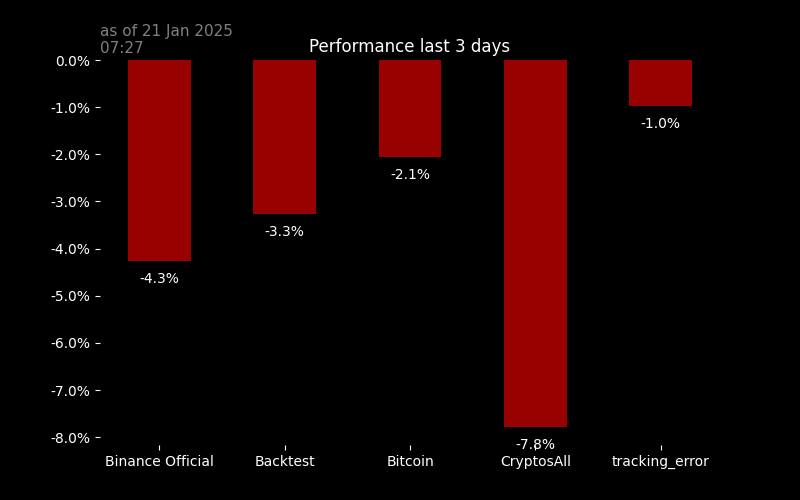 as of 21 Jan 2025
07:27
Performance last 3 days
0.0%
-1.0%
-2.0%
-3.0%
-4.0%
-5.0%
-6.0%
-7.0%
-8.0%
-4.3%
-3.3%
-2.1%
-7.8%
-1.0%
Binance Official
Backtest
Bitcoin
CryptosAll
tracking_error